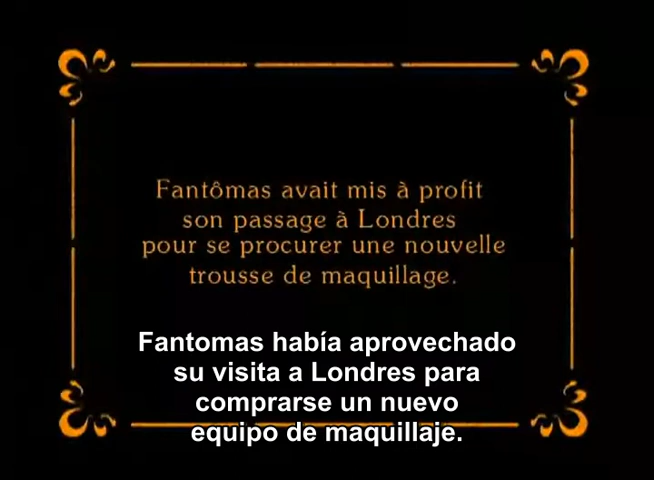 Fantômas avait mis à profit
son passage à Londres
pour se procurer une nouvelle
trousse de maquillage.
Fantomas había aprovechado
su visita a Londres para
comprarse un nuevo
equipo de maquillaje.